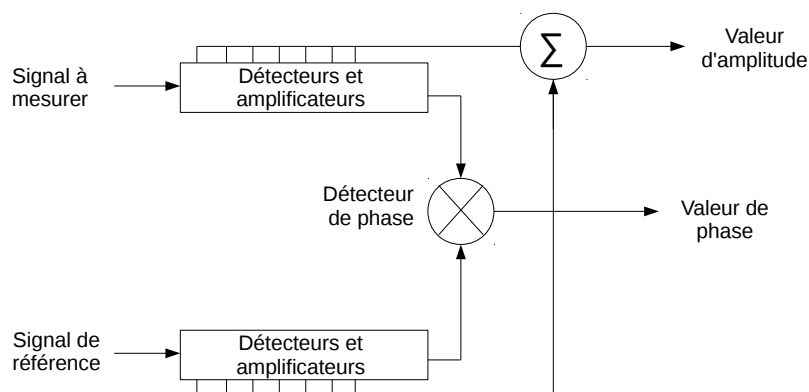 Signal à
mesurer
Détecteurs et
amplificateurs
Σ
Valeur
d'amplitude
Détecteur
de phase
Valeur de
phase
Signal de
référence
Détecteurs et
amplificateurs